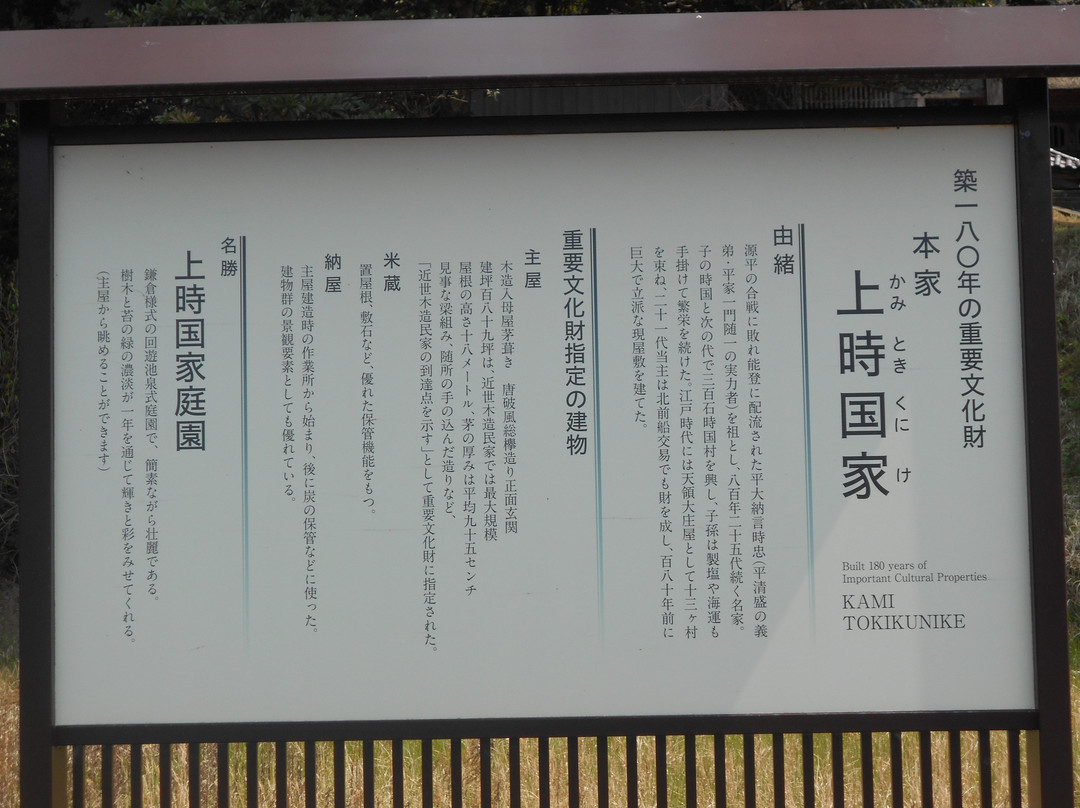 築一八〇年の重要文化財
本家
かみ とき くに け
上時国家
Built 180 years of
Important Cultural Properties
KAMI
TOKIKUNIKE
由緒
源平の合戦に敗れ能登に配流された平大納言時忠(平清盛の義
弟・平家一門随一の実力者)を祖とし、八百年二十五代続く名家。
子の時国と次の代で三百石時国村を興し、子孫は製塩や海運も
手掛けて繁栄を続けた。江戸時代には天領大庄屋として十三ヶ村
を束ね、二十一代当主は北前船交易でも財を成し、百八十年前に
巨大で立派な現屋敷を建てた。
重要文化財指定の建物
主屋
木造入母屋茅葺き 唐破風総欅造り正面玄関
建坪百八十九坪は、近世木造民家では最大規模
屋根の高さ十八メートル、茅の厚みは平均九十五センチ
見事な梁組み、随所の手の込んだ造りなど、
「近世木造民家の到達点を示す」として重要文化財に指定された。
米蔵
置屋根、敷石など、優れた保管機能をもつ。
納屋
主屋建造時の作業所から始まり、後に炭の保管などに使った。
建物群の景観要素としても優れている。
名勝
上時国家庭園
鎌倉様式の回遊池泉式庭園で、簡素ながら壮麗である。
樹木と苔の緑の濃淡が一年を通じて輝きと彩をみせてくれる。
(主屋から眺めることができます)